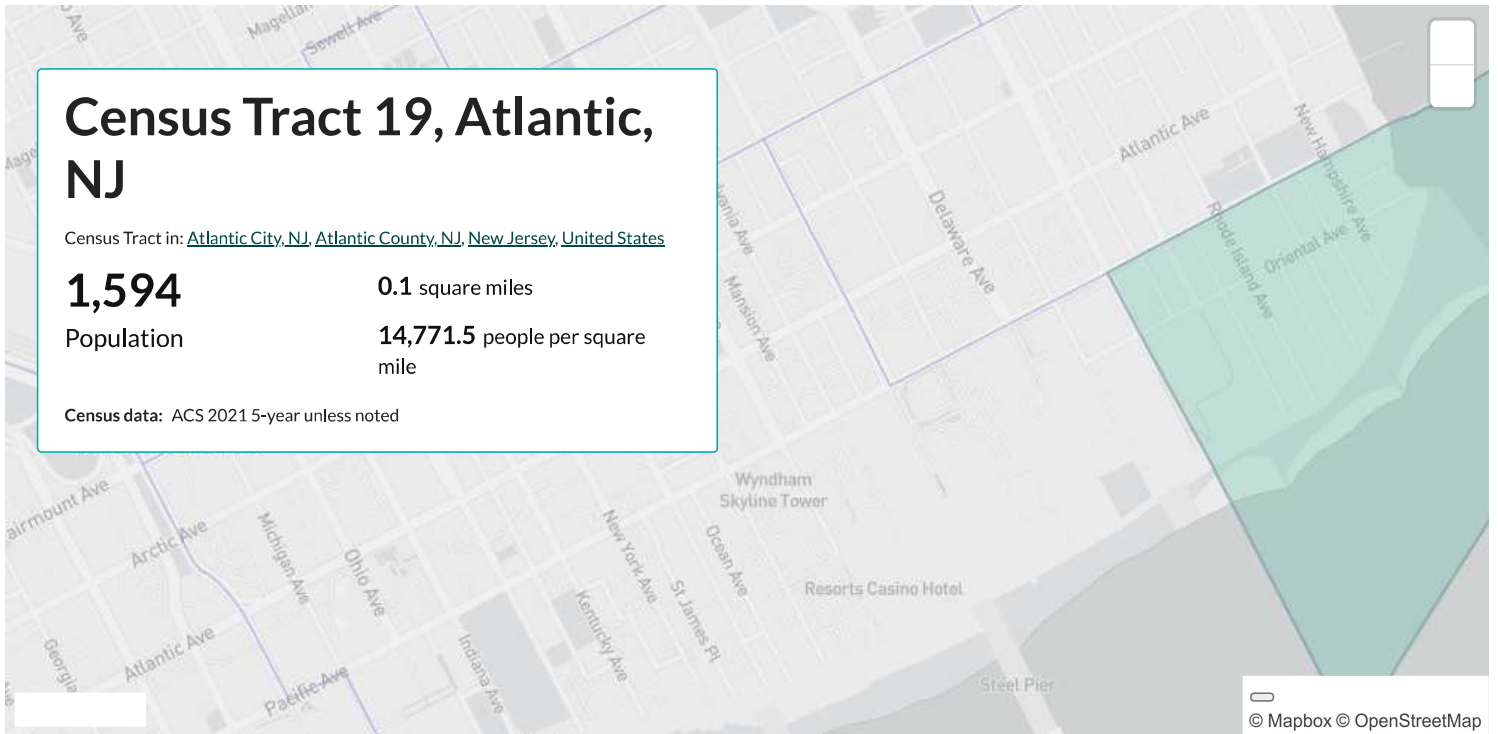 Magellan
Sewell Ave
Census Tract 19, Atlantic,
NJ
Census Tract in: Atlantic City, NJ, Atlantic County, NJ, New Jersey, United States
1,594
Population
0.1 square miles
14,771.5 people per square
mile
Census data: ACS 2021 5-year unless noted
Atlantic Ave
New Hampshire Ave
Delaware Ave
Rhode Island Ave
Oriental Ave
Mansion Ave
Wyndham
Skyline Tower
Arctic Ave
Michigan Ave
Ohio Ave
New York Ave
Ocean Ave
St James Pl
Kentucky Ave
Resorts Casino Hotel
Georgia
Atlantic Ave
Indiana Ave
Pacific Ave
Steel Pier
© Mapbox © OpenStreetMap